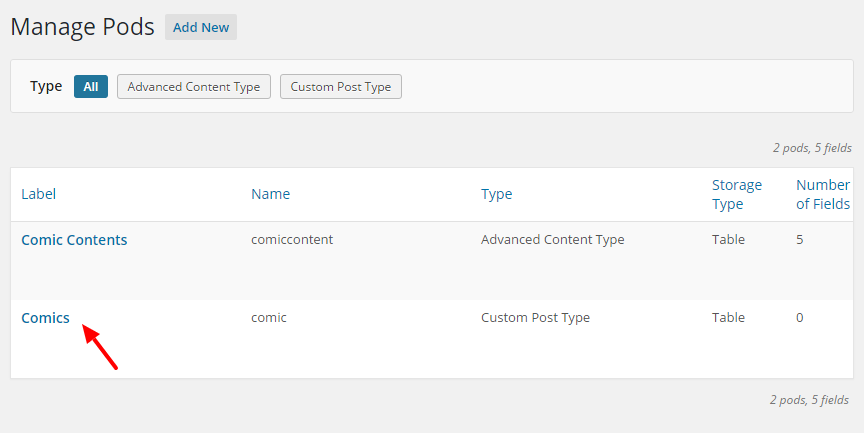 Manage Pods Add New
Type All Advanced Content Type Custom Post Type
2 pods, 5 fields
Label Name Type Storage Type Number of Fields
Comic Contents comiccontent Advanced Content Type Table 5
Comics comic Custom Post Type Table 0
2 pods, 5 fields